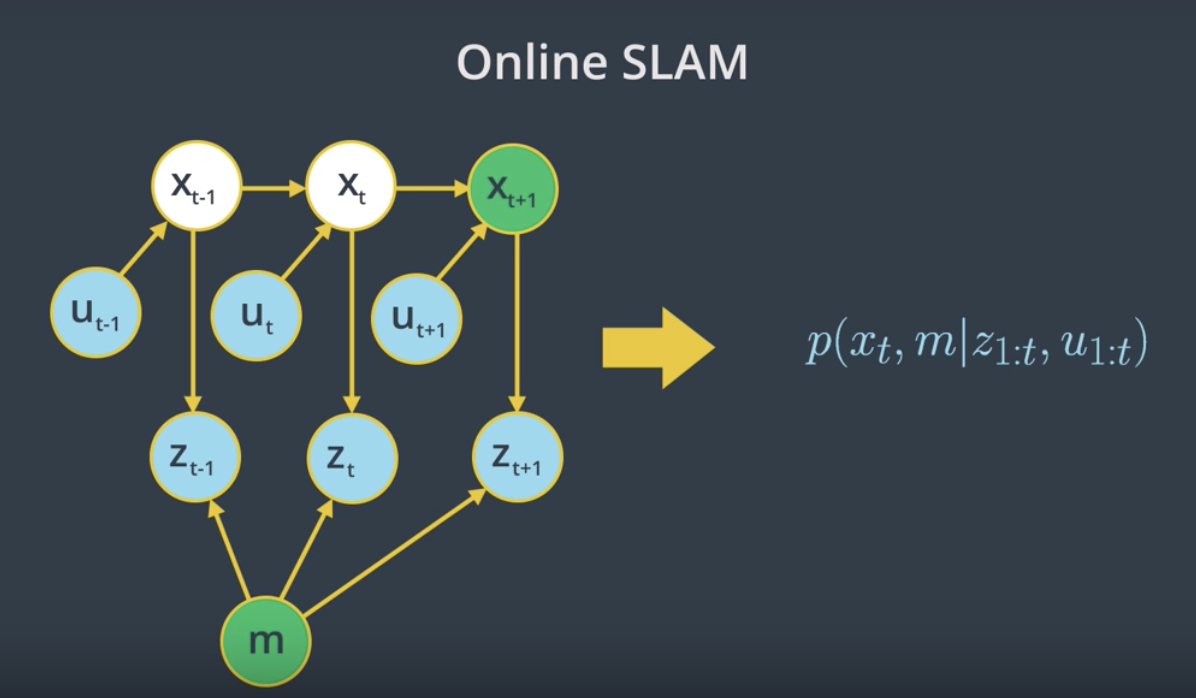 Online SLAM
x_{t-1} x_t x_{t+1}
u_{t-1} u_t u_{t+1}
p(x_t, m|z_{1:t}, u_{1:t})
z_{t-1} z_t z_{t+1}
m